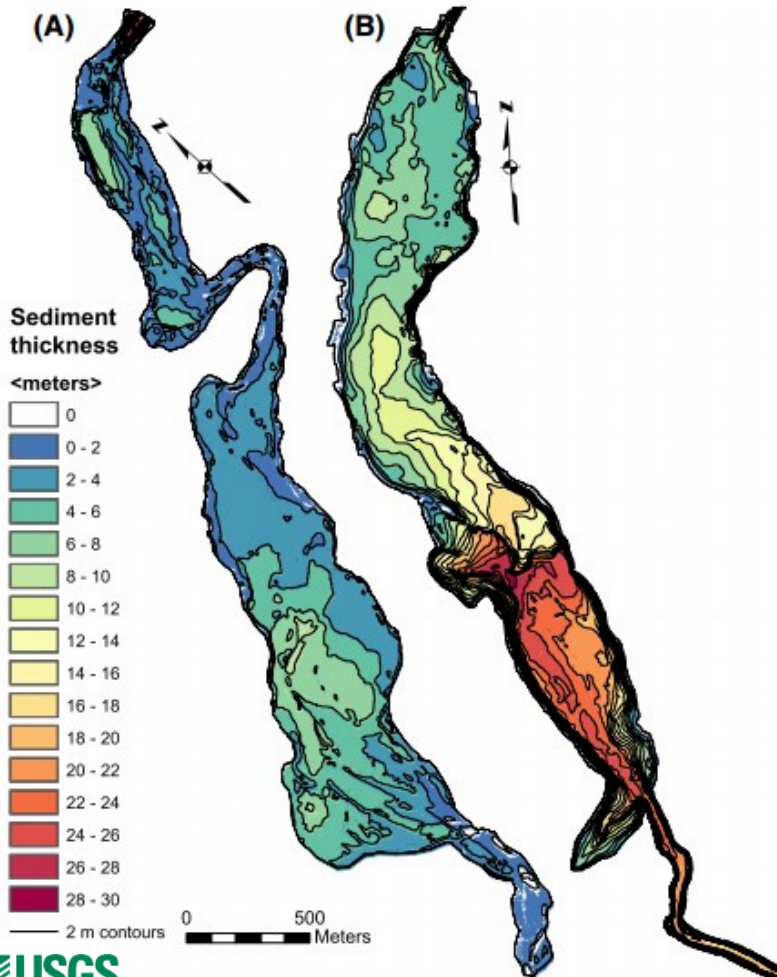 (A)
(B)
N
N
Sediment
thickness
<meters>
0
0 - 2
2 - 4
4 - 6
6 - 8
8 - 10
10 - 12
12 - 14
14 - 16
16 - 18
18 - 20
20 - 22
22 - 24
24 - 26
26 - 28
28 - 30
2 m contours
0 500
Meters
USGS